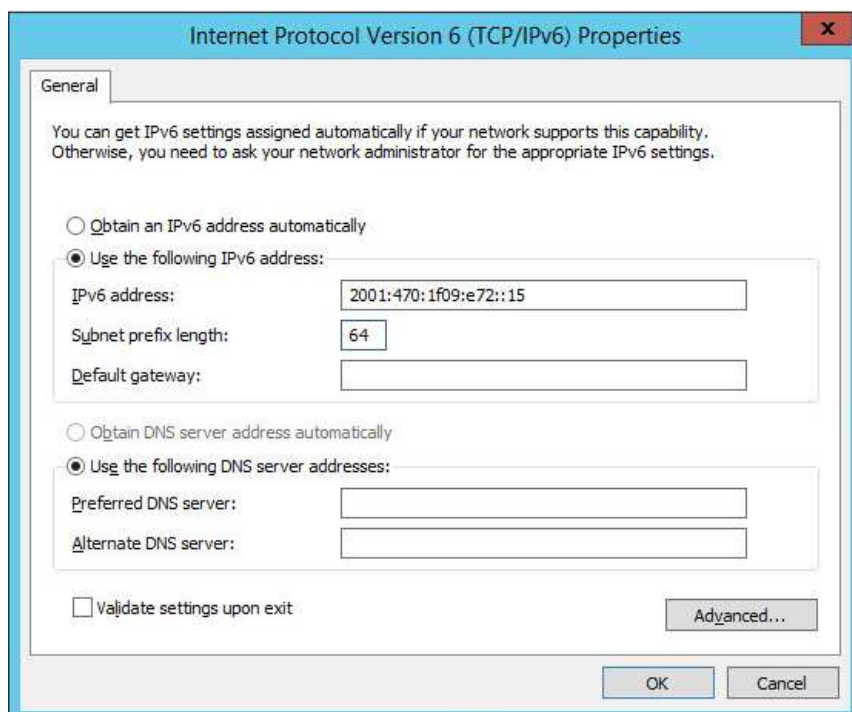 Internet Protocol Version 6 (TCP/IPv6) Properties
x
General
You can get IPv6 settings assigned automatically if your network supports this capability.
Otherwise, you need to ask your network administrator for the appropriate IPv6 settings.
Obtain an IPv6 address automatically
Use the following IPv6 address:
IPv6 address: 2001:470:1f09:e72::15
Subnet prefix length: 64
Default gateway:
Obtain DNS server address automatically
Use the following DNS server addresses:
Preferred DNS server:
Alternate DNS server:
Validate settings upon exit
Advanced...
OK Cancel